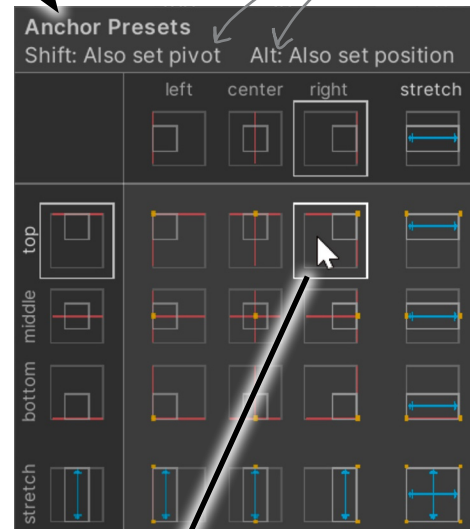 Anchor Presets
Shift: Also set pivot Alt: Also set position
left center right stretch
top
middle
bottom
stretch